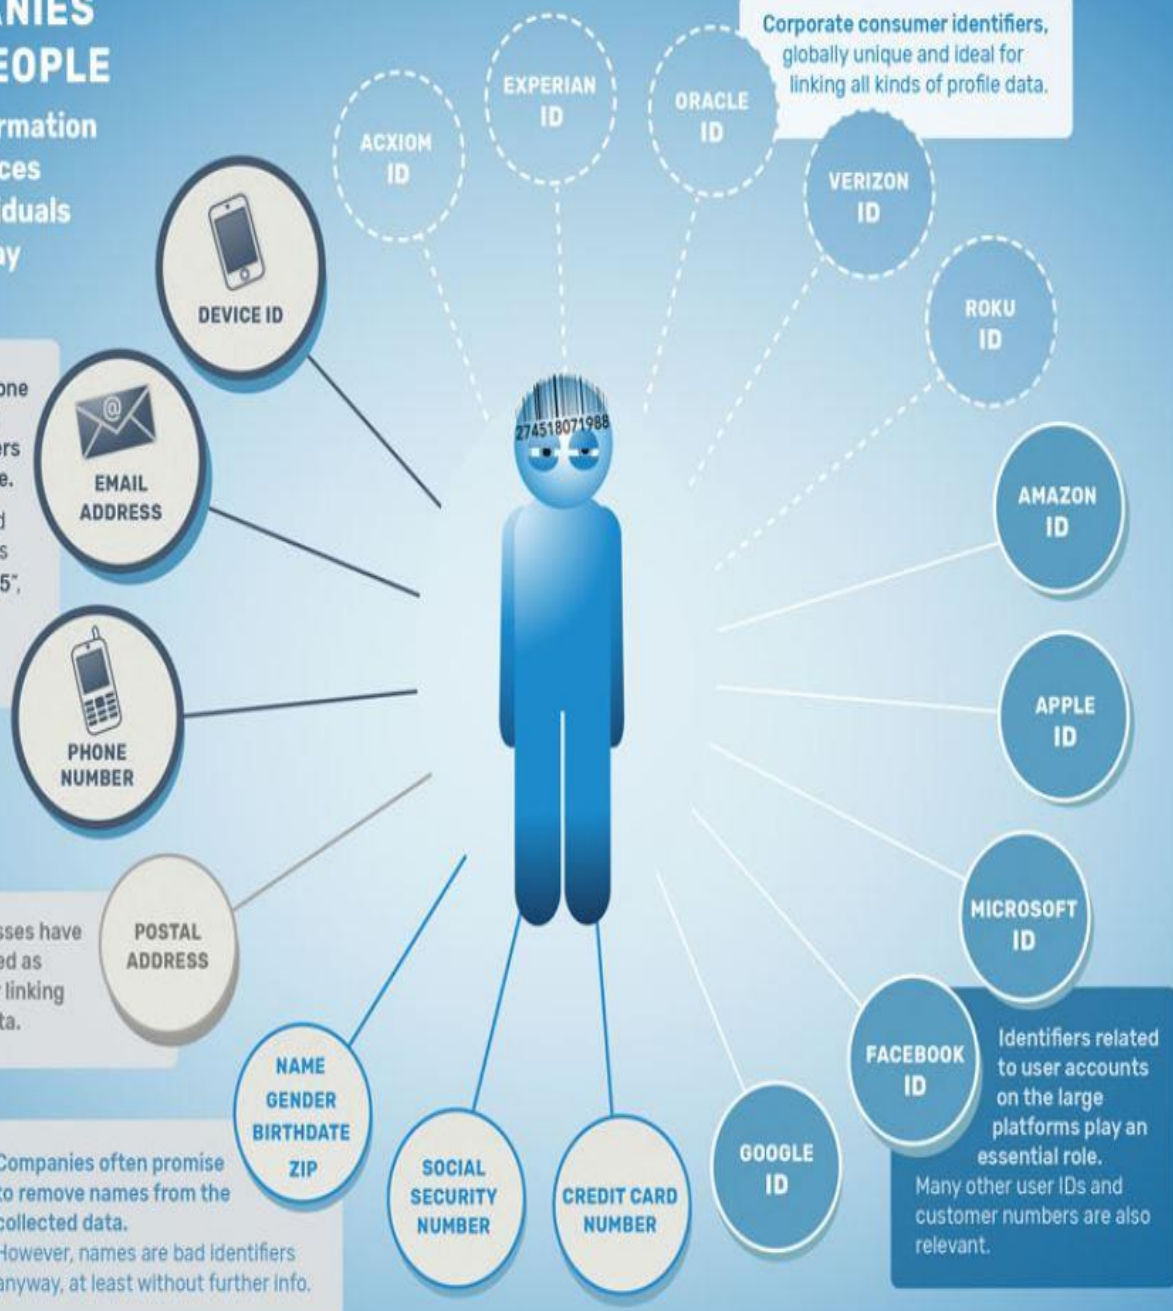 ANIES
EOPLE
rmation
ces
iduals
ay
Corporate consumer identifiers,
globally unique and ideal for
linking all kinds of profile data.
ACXIOM
ID
EXPERIAN
ID
ORACLE
ID
VERIZON
ID
ROKU
ID
DEVICE ID
one
ers
e.
d
s
5",
EMAIL
ADDRESS
@
274518071988
AMAZON
ID
PHONE
NUMBER
APPLE
ID
sses have
ed as
r linking
ta.
POSTAL
ADDRESS
MICROSOFT
ID
FACEBOOK
ID
Identifiers related
to user accounts
on the large
platforms play an
essential role.
Many other user IDs and
customer numbers are also
relevant.
NAME
GENDER
BIRTHDATE
ZIP
SOCIAL
SECURITY
NUMBER
CREDIT CARD
NUMBER
GOOGLE
ID
Companies often promise
to remove names from the
collected data.
However, names are bad identifiers
anyway, at least without further info.